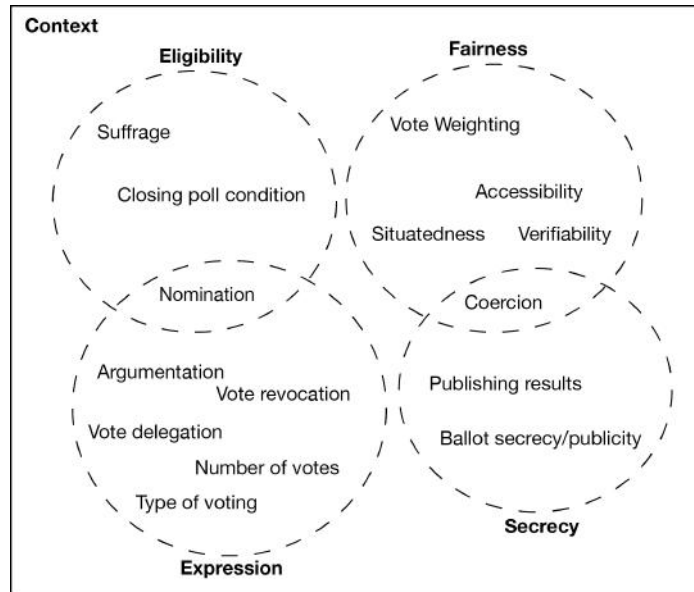 Context
Eligibility
Suffrage
Closing poll condition
Nomination
Fairness
Vote Weighting
Accessibility
Situatedness
Verifiability
Coercion
Argumentation
Vote revocation
Vote delegation
Number of votes
Type of voting
Expression
Publishing results
Ballot secrecy/publicity
Secrecy